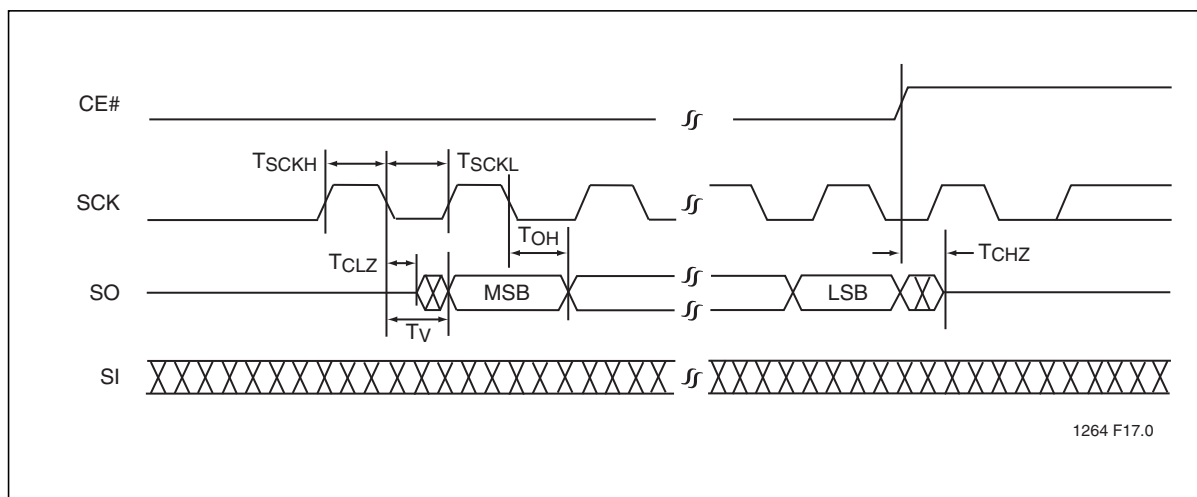 CE#
TSCKH
TSCKL
SCK
TOH
TCLZ
TCHZ
SO
MSB
LSB
TV
SI
1264 F17.0